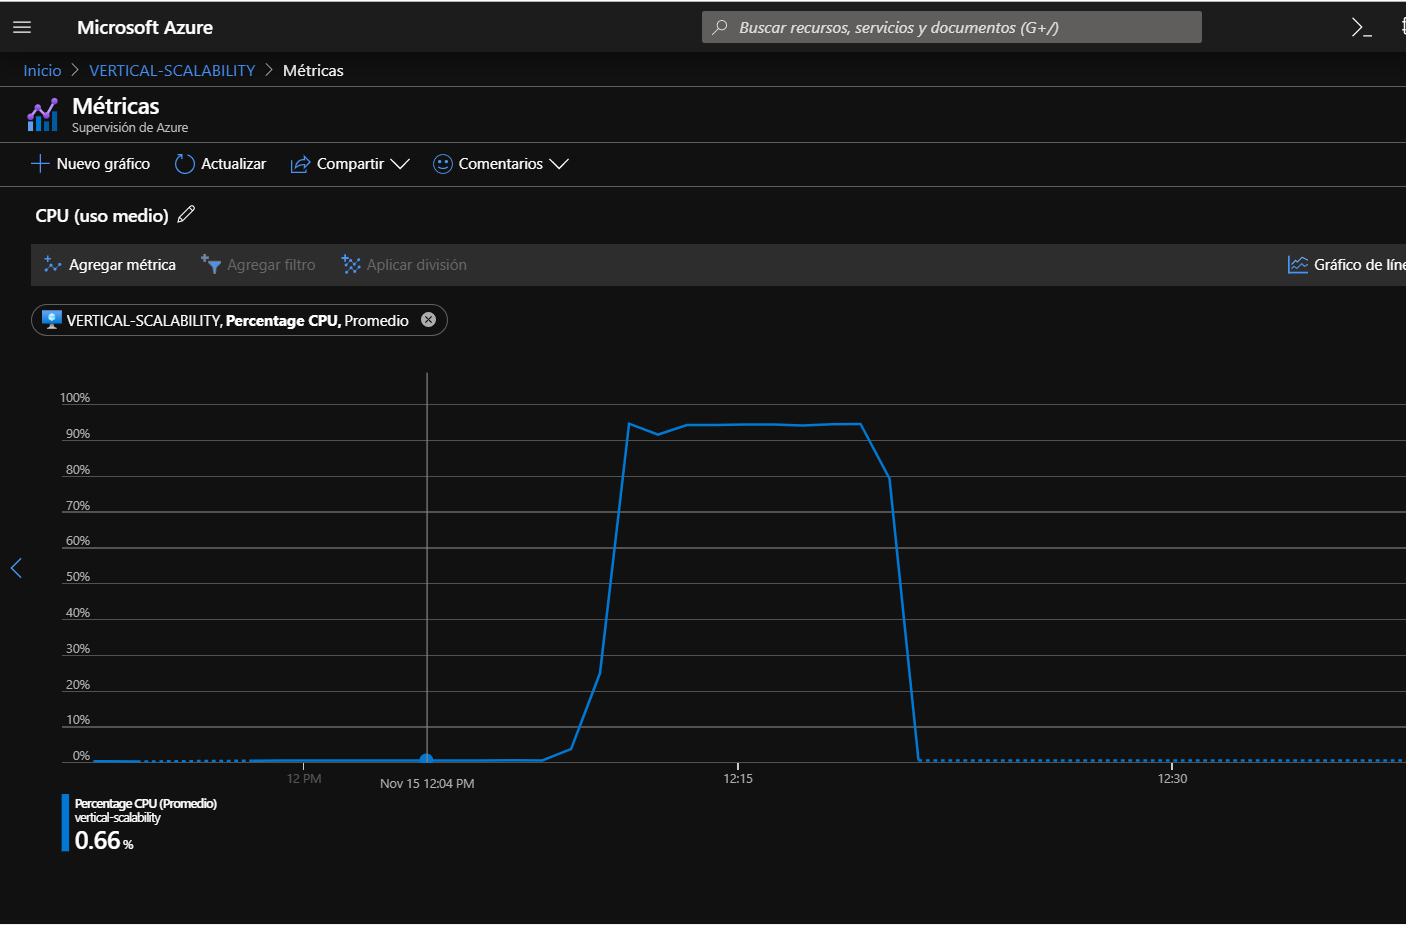 Microsoft Azure
Buscar recursos, servicios y documentos (G+/)
Inicio > VERTICAL-SCALABILITY > Métricas
Métricas
Supervisión de Azure
Nuevo gráfico Actualizar Compartir Comentarios
CPU (uso medio)
Agregar métrica Agregar filtro Aplicar división Gráfico de líne
VERTICAL-SCALABILITY, Percentage CPU, Promedio
100%
90%
80%
70%
60%
50%
40%
30%
20%
10%
0%
12 PM Nov 15 12:04 PM 12:15 12:30
Percentage CPU (Promedio)
vertical-scalability
0.66 %